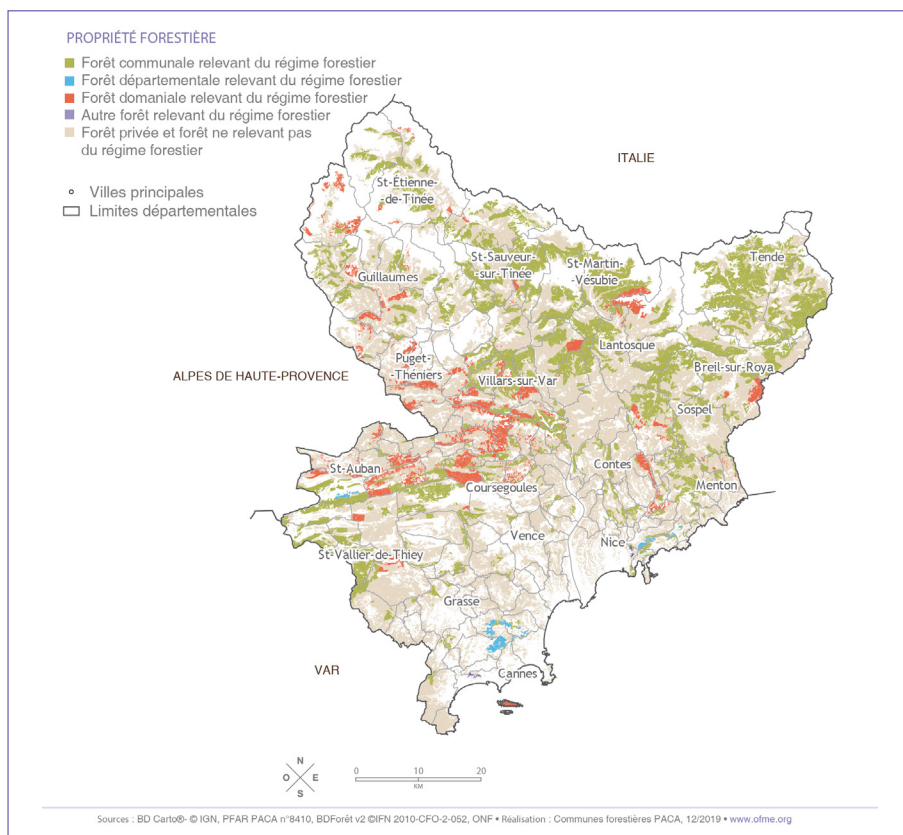 PROPRIÉTÉ FORESTIÈRE
Forêt communale relevant du régime forestier
Forêt départementale relevant du régime forestier
Forêt domaniale relevant du régime forestier
Autre forêt relevant du régime forestier
Forêt privée et forêt ne relevant pas
du régime forestier
Villes principales
Limites départementales
ITALIE
St-Étienne-
-de-Tinée
St-Sauveur-
-sur-Tinée
St-Martin-
-Vésubie
Tende
Guillaumes
Lantosque
Puget-
-Théniers
Breil-sur-Roya
ALPES DE HAUTE-PROVENCE
Villars-sur-Var
Sospel
St-Auban
Contes
Coursegoules
Menton
Vence
Nice
St-Vallier-de-Thiey
Grasse
VAR
Cannes
N
O E
S
0 10 20
KM
Sources : BD Carto®- © IGN, PFAR PACA n°8410, BDForêt v2 ©IFN 2010-CFO-2-052, ONF • Réalisation : Communes forestières PACA, 12/2019 • www.ofme.org